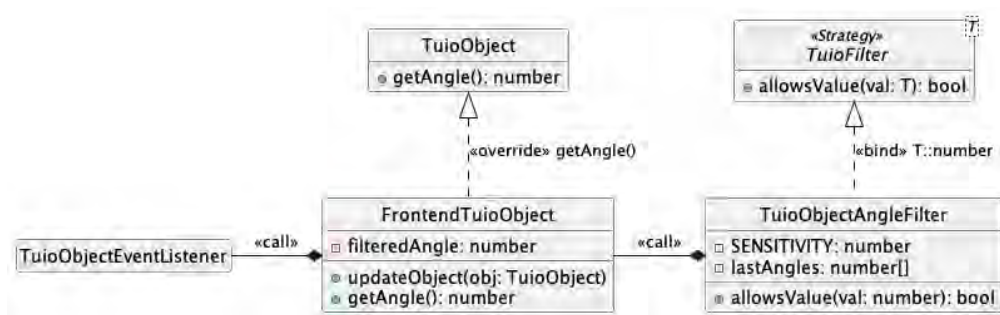 TuioObject
getAngle(): number
«Strategy»
TuioFilter
T
allowsValue(val: T): bool
«override» getAngle()
«bind» T::number
TuioObjectEventListener
«call»
FrontendTuioObject
filteredAngle: number
updateObject(obj: TuioObject)
getAngle(): number
«call»
TuioObjectAngleFilter
SENSITIVITY: number
lastAngles: number[]
allowsValue(val: number): bool